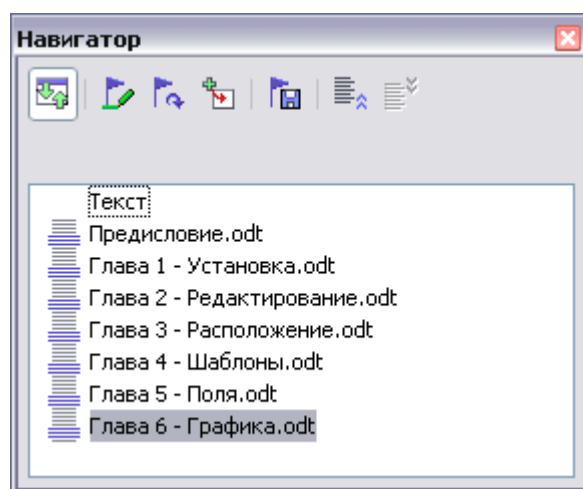 Навигатор
Текст
Предисловие.odt
Глава 1 - Установка.odt
Глава 2 - Редактирование.odt
Глава 3 - Расположение.odt
Глава 4 - Шаблоны.odt
Глава 5 - Поля.odt
Глава 6 - Графика.odt